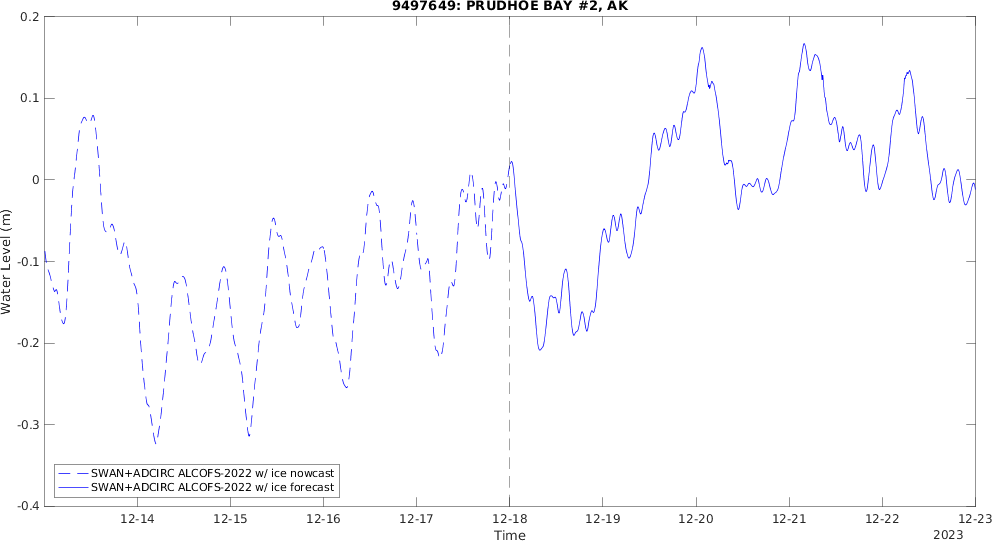 9497649: PRUDHOE BAY #2, AK
0.2
0.1
0
-0.1
-0.2
-0.3
-0.4
Water Level (m)
SWAN+ADCIRC ALCOFS-2022 w/ ice nowcast
SWAN+ADCIRC ALCOFS-2022 w/ ice forecast
12-14 12-15 12-16 12-17 12-18 12-19 12-20 12-21 12-22 12-23
Time
2023